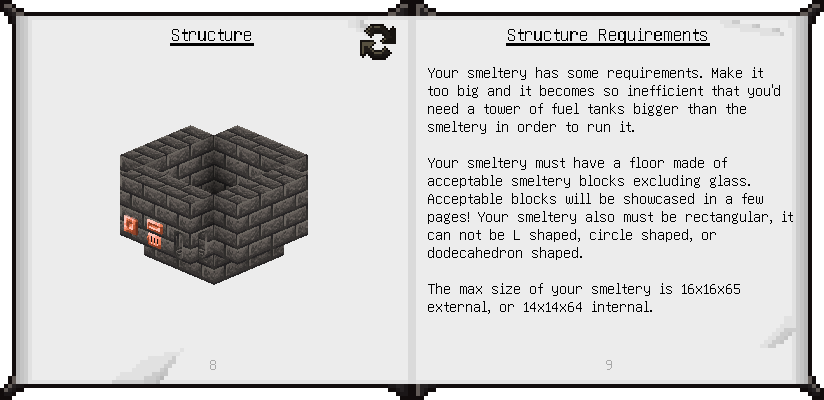 Structure
8
Structure Requirements
Your smeltery has some requirements. Make it
too big and it becomes so inefficient that you'd
need a tower of fuel tanks bigger than the
smeltery in order to run it.
Your smeltery must have a floor made of
acceptable smeltery blocks excluding glass.
Acceptable blocks will be showcased in a few
pages! Your smeltery also must be rectangular, it
can not be L shaped, circle shaped, or
dodecahedron shaped.
The max size of your smeltery is 16x16x65
external, or 14x14x64 internal.
9